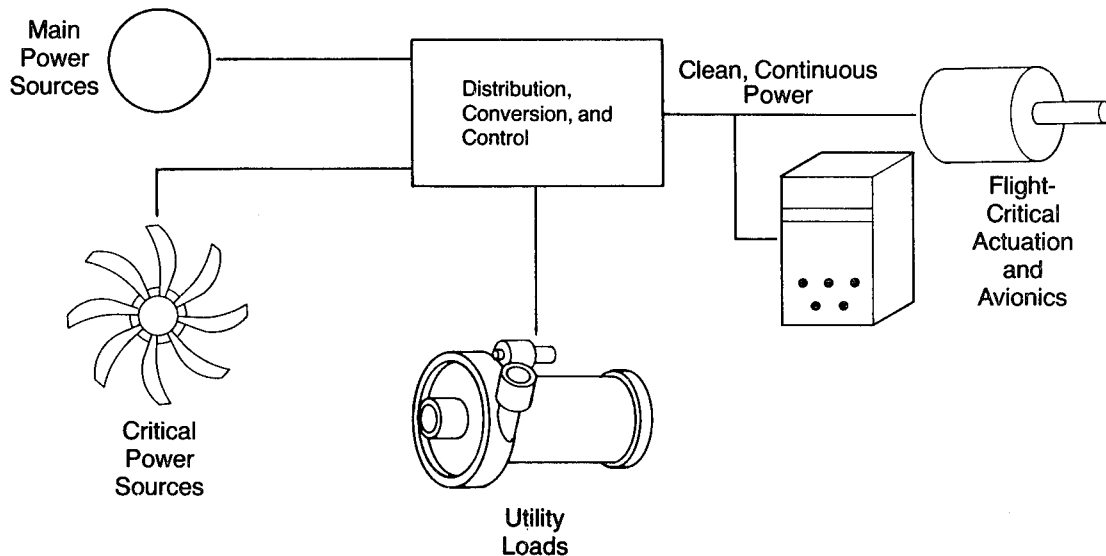 Main
Power
Sources
Distribution,
Conversion, and
Control
Clean, Continuous
Power
Flight-
Critical
Actuation
and
Avionics
Critical
Power
Sources
Utility
Loads